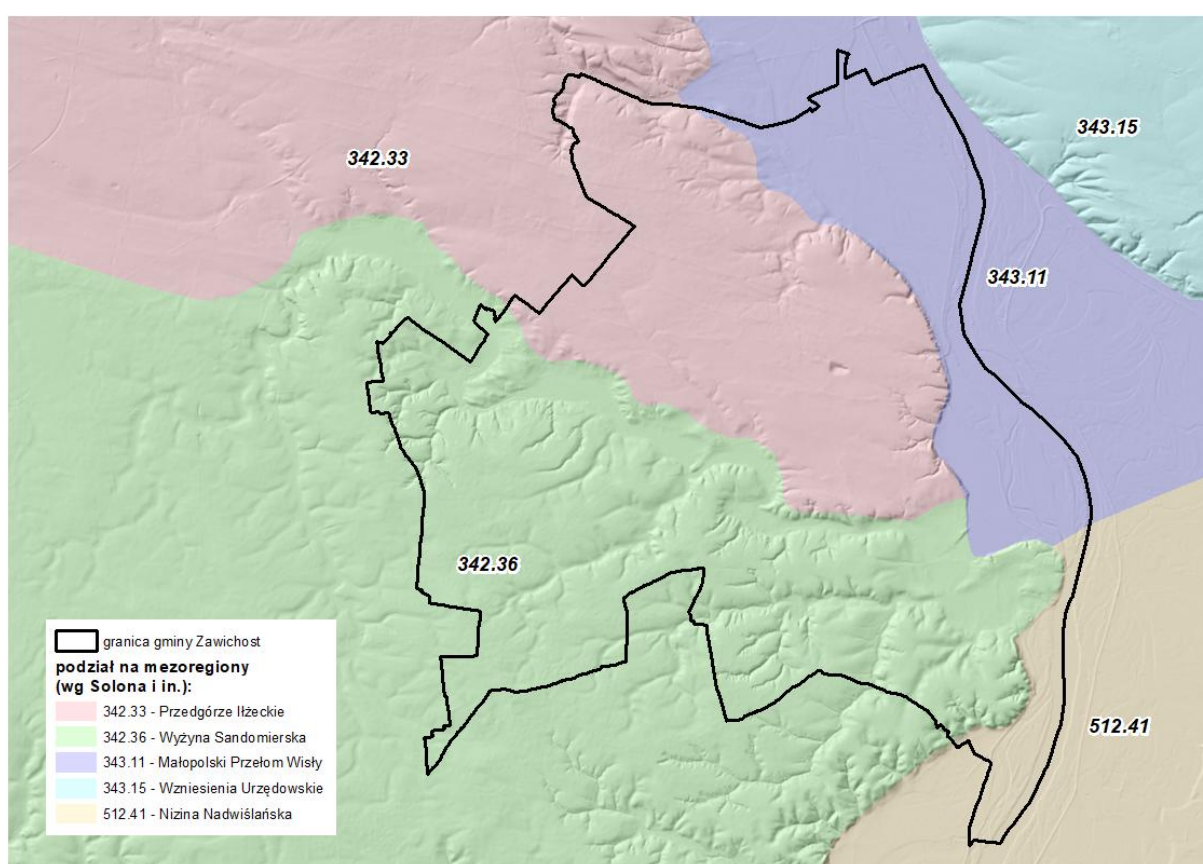 342.33
343.15
343.11
342.36
512.41
granica gminy Zawichost
podział na mezoregiony
(wg Solona i in.):
342.33 - Przedgórze Iłżeckie
342.36 - Wyżyna Sandomierska
343.11 - Małopolski Przełom Wisły
343.15 - Wzniesienia Urzędowskie
512.41 - Nizina Nadwiślańska